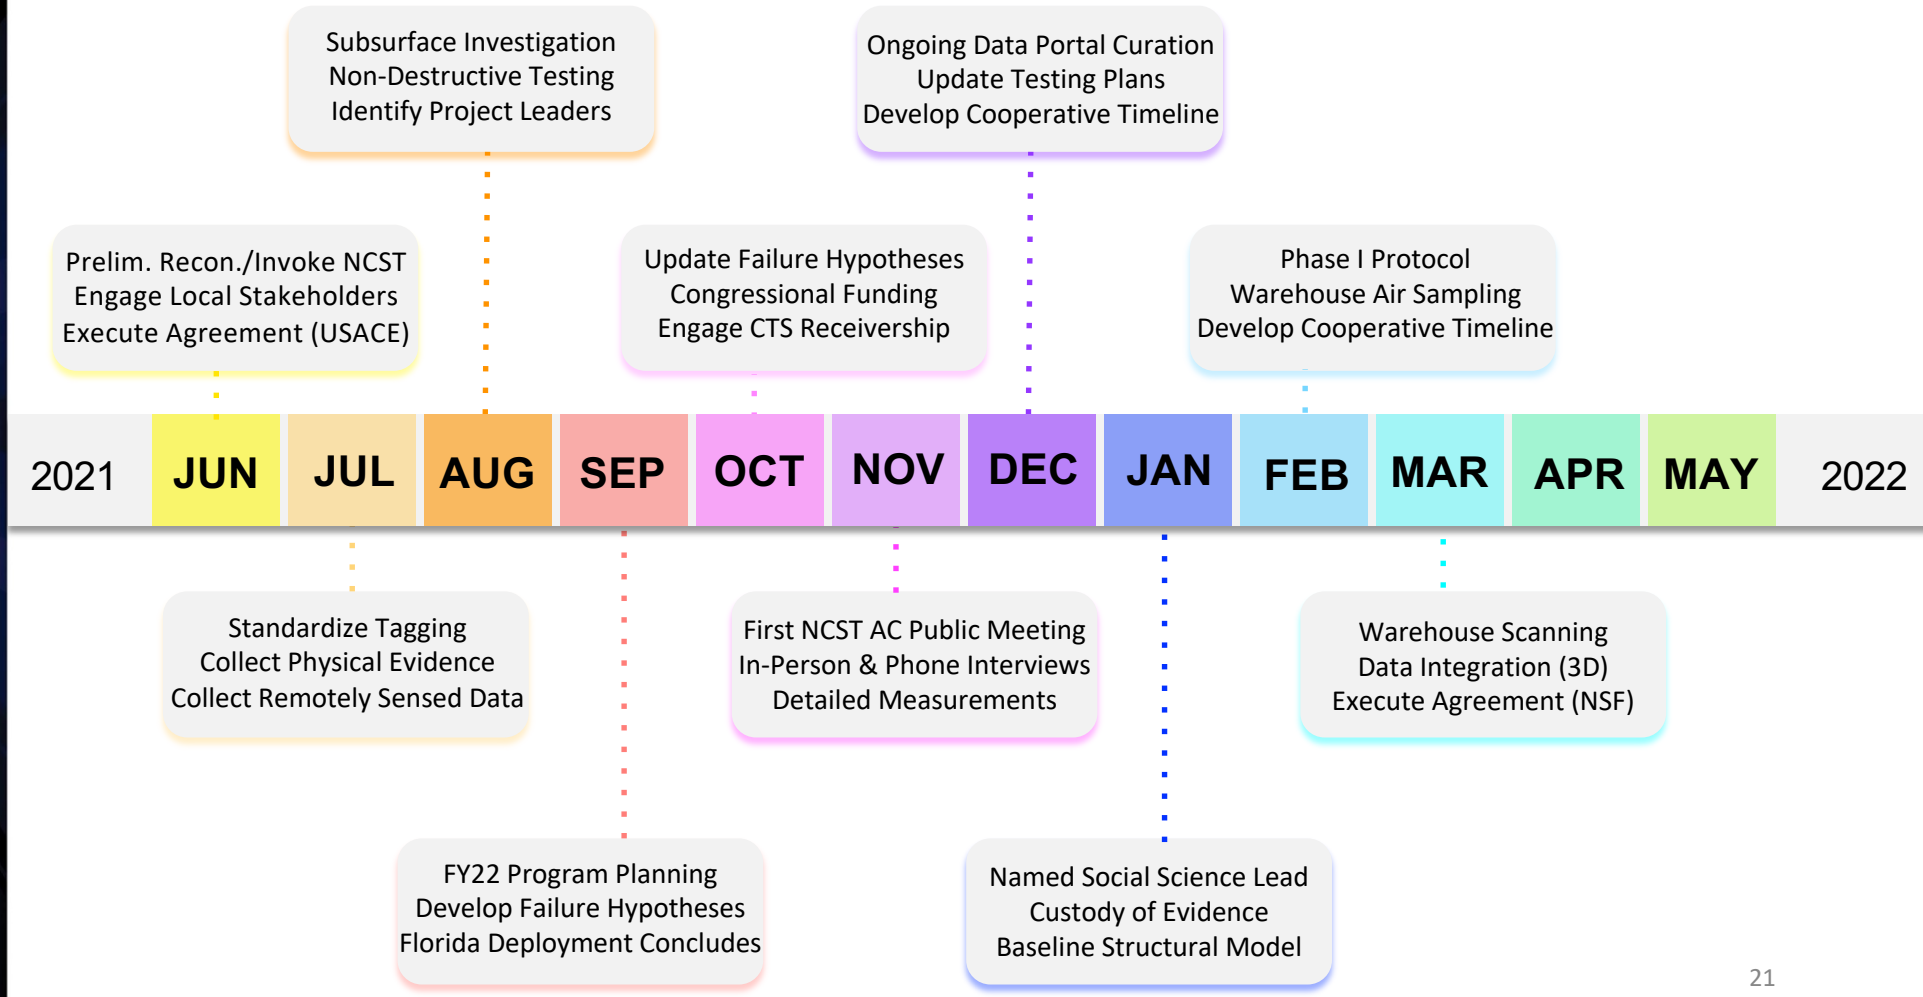 Subsurface Investigation
Non-Destructive Testing
Identify Project Leaders
Ongoing Data Portal Curation
Update Testing Plans
Develop Cooperative Timeline
Prelim. Recon./Invoke NCST
Engage Local Stakeholders
Execute Agreement (USACE)
Update Failure Hypotheses
Congressional Funding
Engage CTS Receivership
Phase I Protocol
Warehouse Air Sampling
Develop Cooperative Timeline
2021 JUN JUL AUG SEP OCT NOV DEC JAN FEB MAR APR MAY 2022
Standardize Tagging
Collect Physical Evidence
Collect Remotely Sensed Data
First NCST AC Public Meeting
In-Person & Phone Interviews
Detailed Measurements
Warehouse Scanning
Data Integration (3D)
Execute Agreement (NSF)
FY22 Program Planning
Develop Failure Hypotheses
Florida Deployment Concludes
Named Social Science Lead
Custody of Evidence
Baseline Structural Model
21